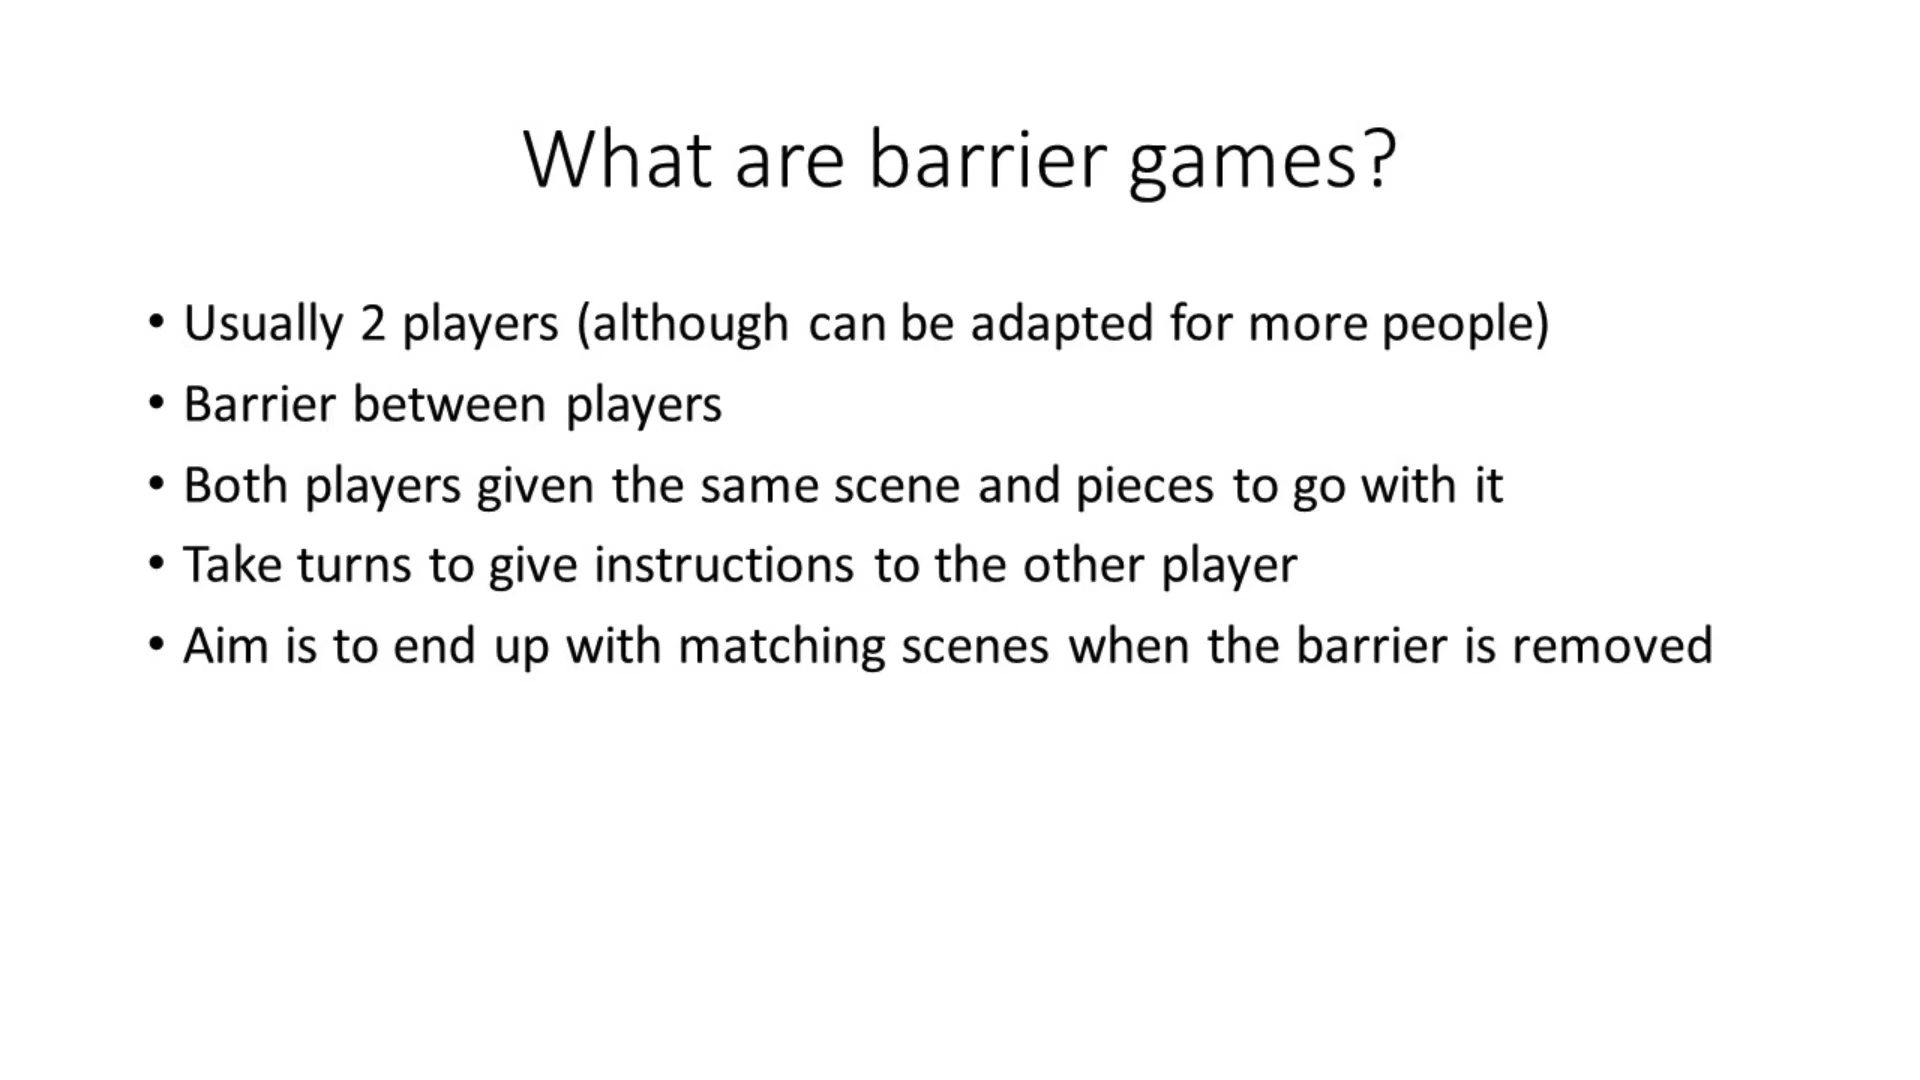 What are barrier games?
• Usually 2 players (although can be adapted for more people)
• Barrier between players
• Both players given the same scene and pieces to go with it
• Take turns to give instructions to the other player
• Aim is to end up with matching scenes when the barrier is removed